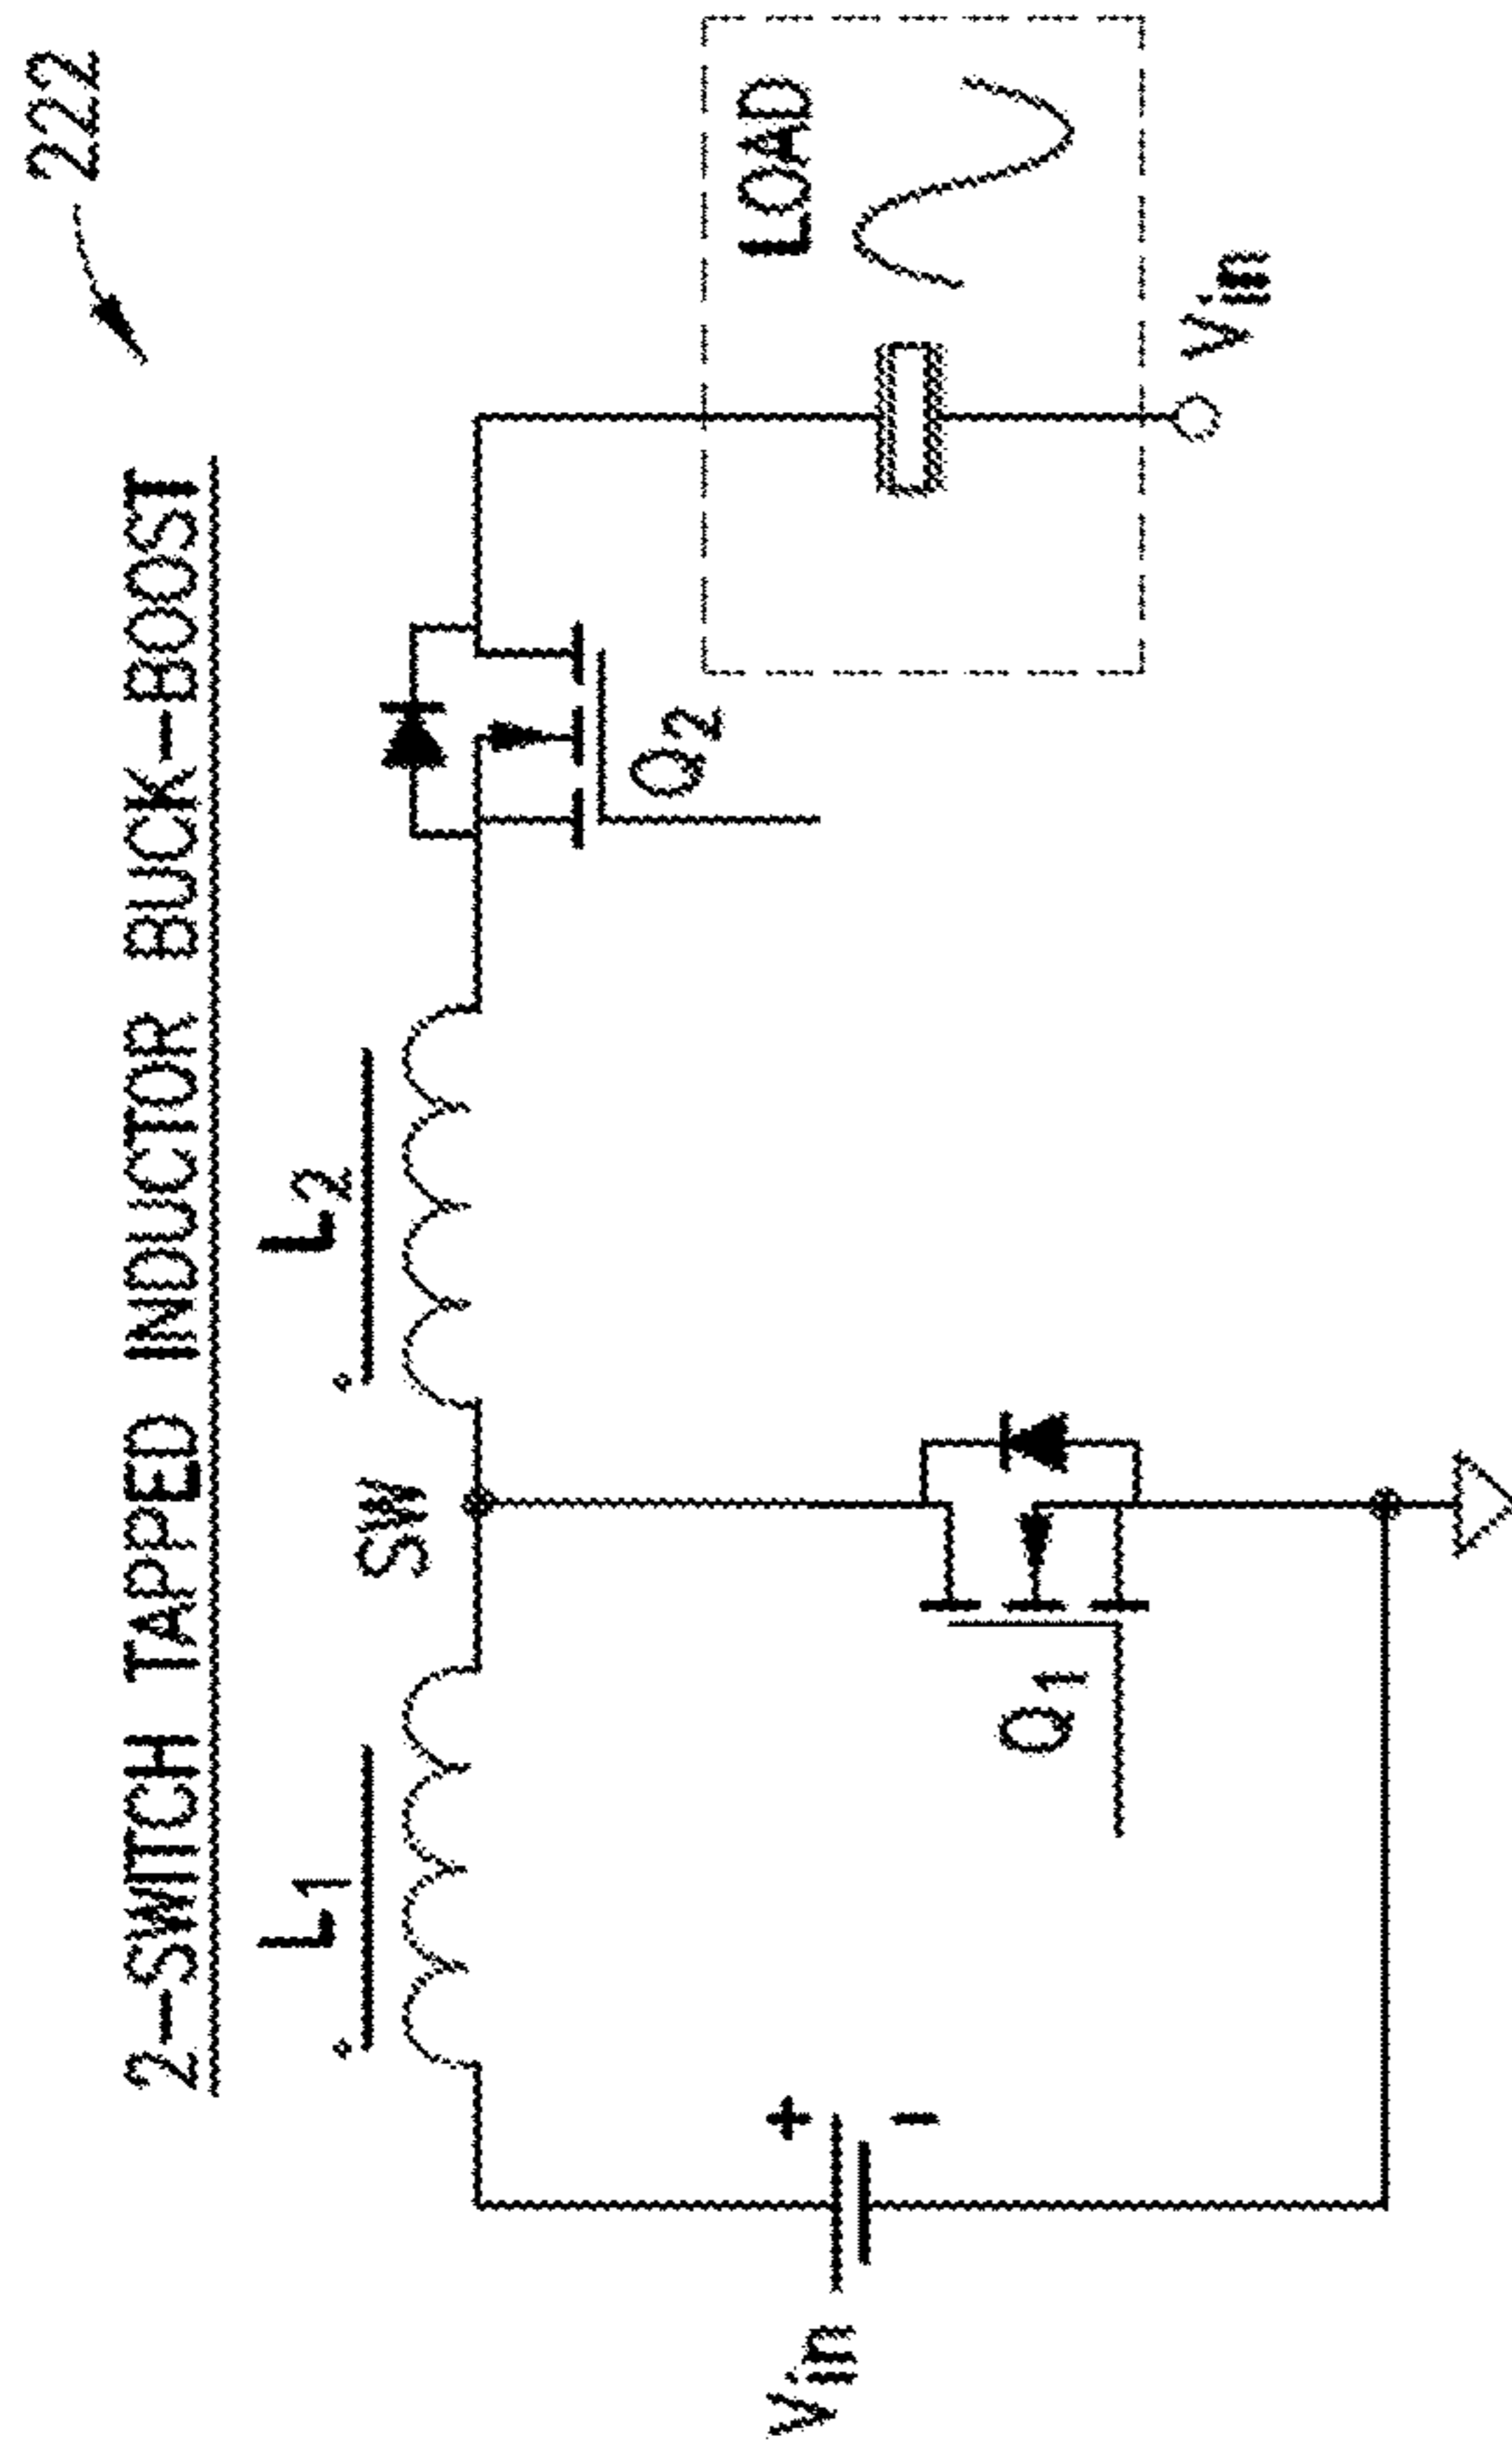 222
2-SWITCH TAPPED INDUCTOR BUCK-BOOST
L1
L2
SW
+
-
Vin
Q1
Q2
LOAD
Vin